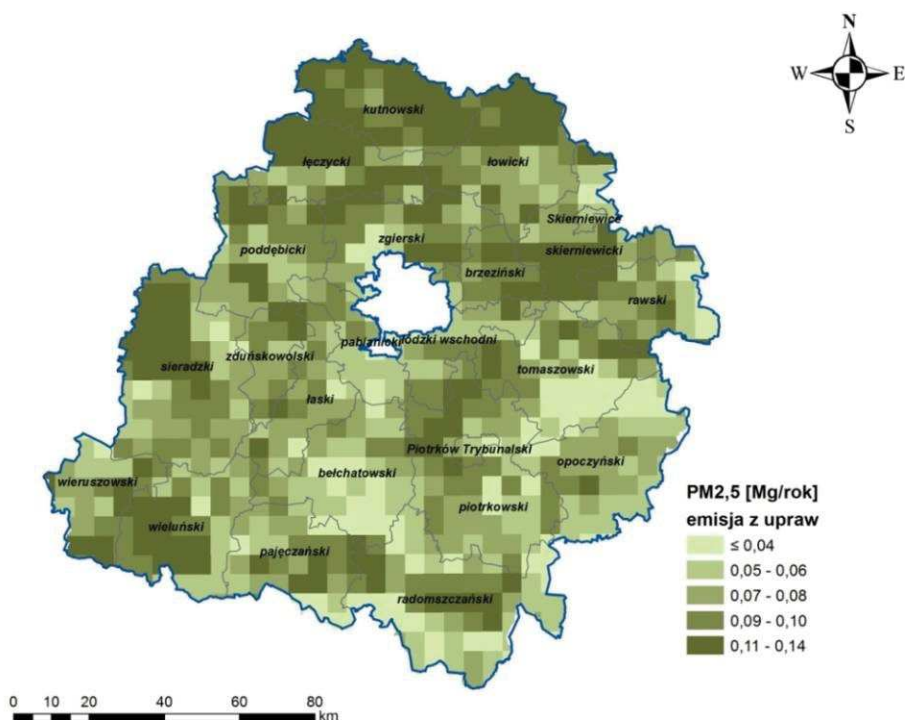 N
W E
S
kutnowski
łęczycki łowicki
Skierniewice
zgierski
poddębicki skierniewicki
brzeziński
rawski
pabianicki łódzki wschodni
zduńskowolski
sieradzki tomaszowski
łaski
Piotrków Trybunalski
opoczyński
bełchatowski
wieruszowski
piotrkowski
wieluński
pajęczański
radomszczański
PM2,5 [Mg/rok]
emisja z upraw
≤ 0,04
0,05 - 0,06
0,07 - 0,08
0,09 - 0,10
0,11 - 0,14
0 10 20 40 60 80
km